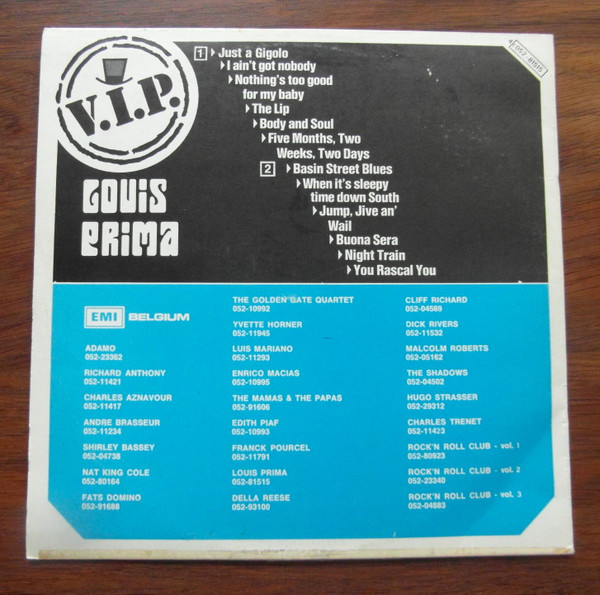 V.I.P.
LOUIS
PRIMA
1 Just a Gigolo
I ain't got nobody
Nothing's too good
for my baby
The Lip
Body and Soul
Five Months, Two
Weeks, Two Days
2 Basin Street Blues
When it's sleepy
time down South
Jump, Jive an'
Wail
Buona Sera
Night Train
You Rascal You
4C052-81515
EMI BELGIUM
ADAMO
052-23362
RICHARD ANTHONY
052-11421
CHARLES AZNAVOUR
052-11417
ANDRE BRASSEUR
052-11234
SHIRLEY BASSEY
052-04738
NAT KING COLE
052-80164
FATS DOMINO
052-91688
THE GOLDEN GATE QUARTET
052-10992
YVETTE HORNER
052-11945
LUIS MARIANO
052-11293
ENRICO MACIAS
052-10995
THE MAMAS & THE PAPAS
052-91606
EDITH PIAF
052-10993
FRANCK POURCEL
052-11791
LOUIS PRIMA
052-81515
DELLA REESE
052-93100
CLIFF RICHARD
052-04569
DICK RIVERS
052-11532
MALCOLM ROBERTS
052-05162
THE SHADOWS
052-04502
HUGO STRASSER
052-29312
CHARLES TRENET
052-11423
ROCK'N ROLL CLUB - vol. 1
052-80923
ROCK'N ROLL CLUB - vol. 2
052-23340
ROCK'N ROLL CLUB - vol. 3
052-04883